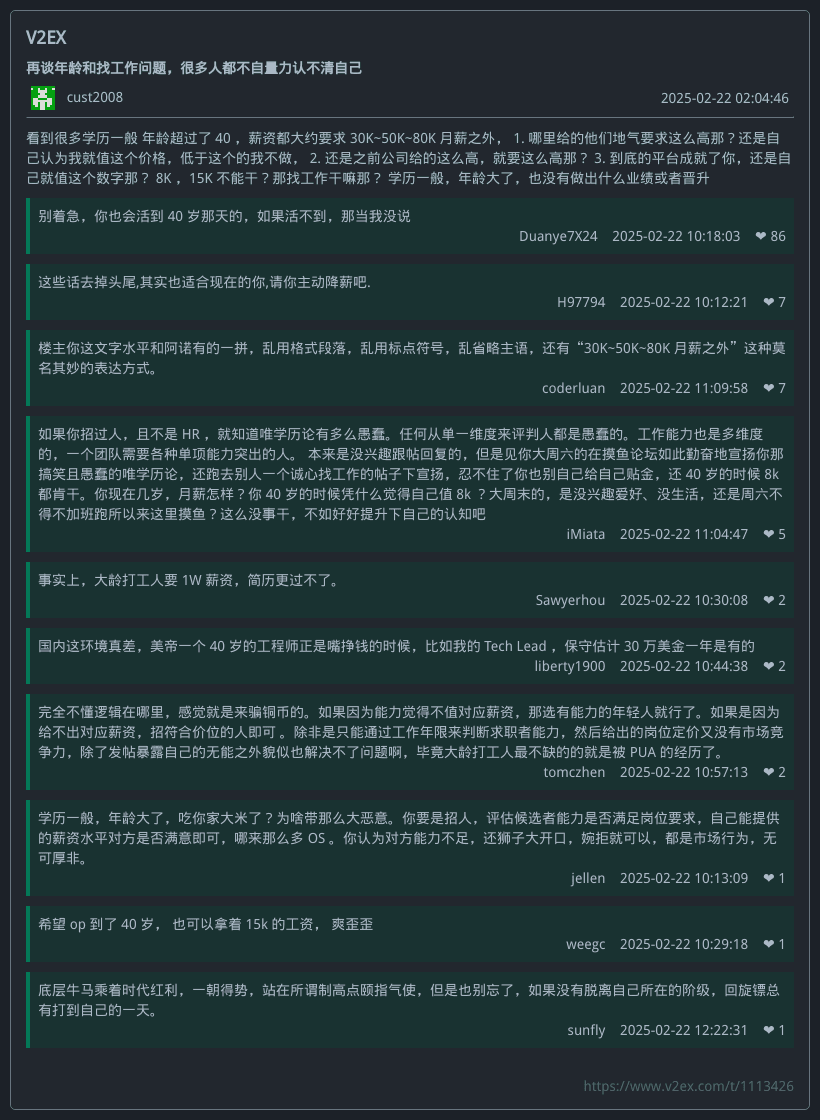 V2EX
再谈年龄和找工作问题，很多人都不自量力认不清自己
cust2008
2025-02-22 02:04:46
看到很多学历一般 年龄超过了 40 ，薪资都大约要求 30K~50K~80K 月薪之外， 1. 哪里给的他们地气要求这么高那？还是自
己认为我就值这个价格，低于这个的我不做， 2. 还是之前公司给的这么高，就要这么高那？ 3. 到底的平台成就了你，还是自
己就值这个数字那？ 8K ，15K 不能干？那找工作干嘛那？ 学历一般，年龄大了，也没有做出什么业绩或者晋升
别着急，你也会活到 40 岁那天的，如果活不到，那当我没说
Duanye7X24 2025-02-22 10:18:03 ❤ 86
这些话去掉头尾,其实也适合现在的你,请你主动降薪吧.
H97794 2025-02-22 10:12:21 ❤ 7
楼主你这文字水平和阿诺有的一拼，乱用格式段落，乱用标点符号，乱省略主语，还有“30K~50K~80K 月薪之外”这种莫
名其妙的表达方式。
coderluan 2025-02-22 11:09:58 ❤ 7
如果你招过人，且不是 HR ，就知道唯学历论有多么愚蠢。任何从单一维度来评判人都是愚蠢的。工作能力也是多维度
的，一个团队需要各种单项能力突出的人。 本来是没兴趣跟帖回复的，但是见你大周六的在摸鱼论坛如此勤奋地宣扬你那
搞笑且愚蠢的唯学历论，还跑去别人一个诚心找工作的帖子下宣扬，忍不住了你也别自己给自己贴金，还 40 岁的时候 8k
都肯干。你现在几岁，月薪怎样？你 40 岁的时候凭什么觉得自己值 8k ？大周末的，是没兴趣爱好、没生活，还是周六不
得不加班跑所以来这里摸鱼？这么没事干，不如好好提升下自己的认知吧
iMiata 2025-02-22 11:04:47 ❤ 5
事实上，大龄打工人要 1W 薪资，简历更过不了。
Sawyerhou 2025-02-22 10:30:08 ❤ 2
国内这环境真差，美帝一个 40 岁的工程师正是嘴挣钱的时候，比如我的 Tech Lead ，保守估计 30 万美金一年是有的
liberty1900 2025-02-22 10:44:38 ❤ 2
完全不懂逻辑在哪里，感觉就是来骗铜币的。如果因为能力觉得不值对应薪资，那选有能力的年轻人就行了。如果是因为
给不出对应薪资，招符合价位的人即可 。除非是只能通过工作年限来判断求职者能力，然后给出的岗位定价又没有市场竞
争力，除了发帖暴露自己的无能之外貌似也解决不了问题啊，毕竟大龄打工人最不缺的的就是被 PUA 的经历了。
tomczhen 2025-02-22 10:57:13 ❤ 2
学历一般，年龄大了，吃你家大米了？为啥带那么大恶意。你要是招人，评估候选者能力是否满足岗位要求，自己能提供
的薪资水平对方是否满意即可，哪来那么多 OS 。你认为对方能力不足，还狮子大开口，婉拒就可以，都是市场行为，无
可厚非。
jellen 2025-02-22 10:13:09 ❤ 1
希望 op 到了 40 岁， 也可以拿着 15k 的工资， 爽歪歪
weegc 2025-02-22 10:29:18 ❤ 1
底层牛马乘着时代红利，一朝得势，站在所谓制高点颐指气使，但是也别忘了，如果没有脱离自己所在的阶级，回旋镖总
有打到自己的一天。
sunfly 2025-02-22 12:22:31 ❤ 1
https://www.v2ex.com/t/1113426